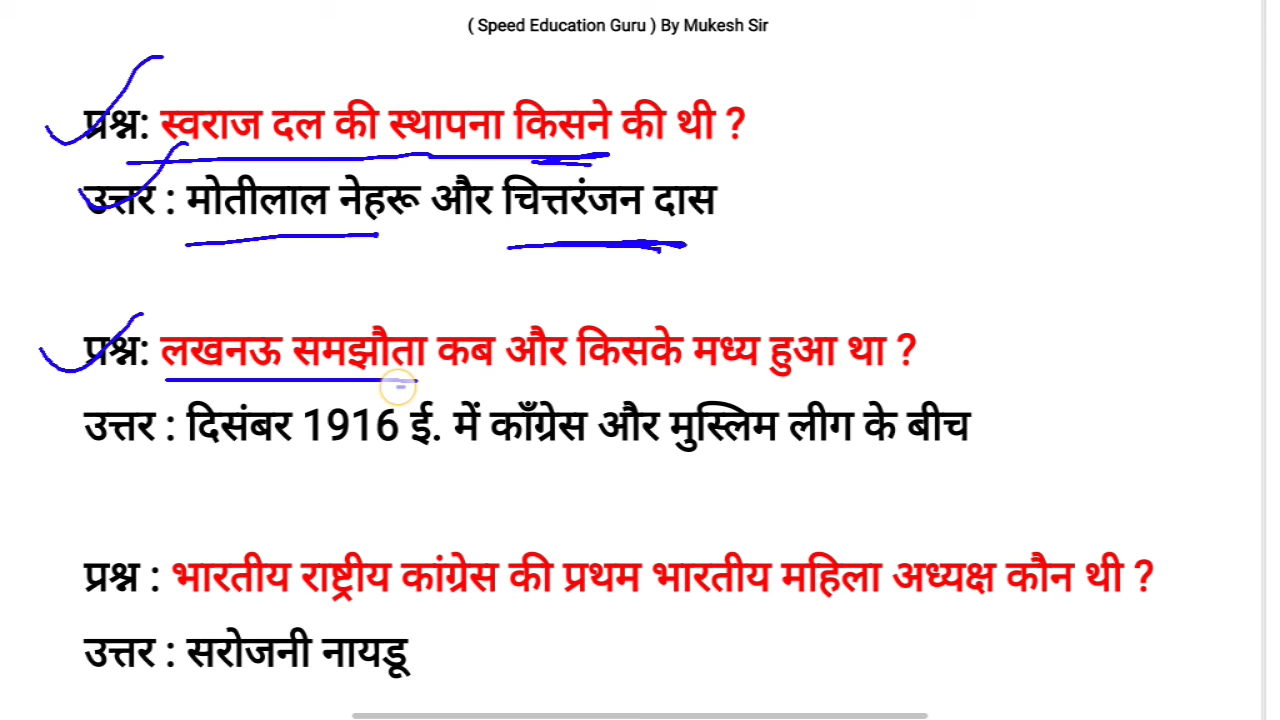 ( Speed Education Guru ) By Mukesh Sir
प्रश्न: स्वराज दल की स्थापना किसने की थी ?
उत्तर : मोतीलाल नेहरू और चित्तरंजन दास
प्रश्न: लखनऊ समझौता कब और किसके मध्य हुआ था ?
उत्तर : दिसंबर 1916 ई. में काँग्रेस और मुस्लिम लीग के बीच
प्रश्न : भारतीय राष्ट्रीय कांग्रेस की प्रथम भारतीय महिला अध्यक्ष कौन थी ?
उत्तर : सरोजनी नायडू